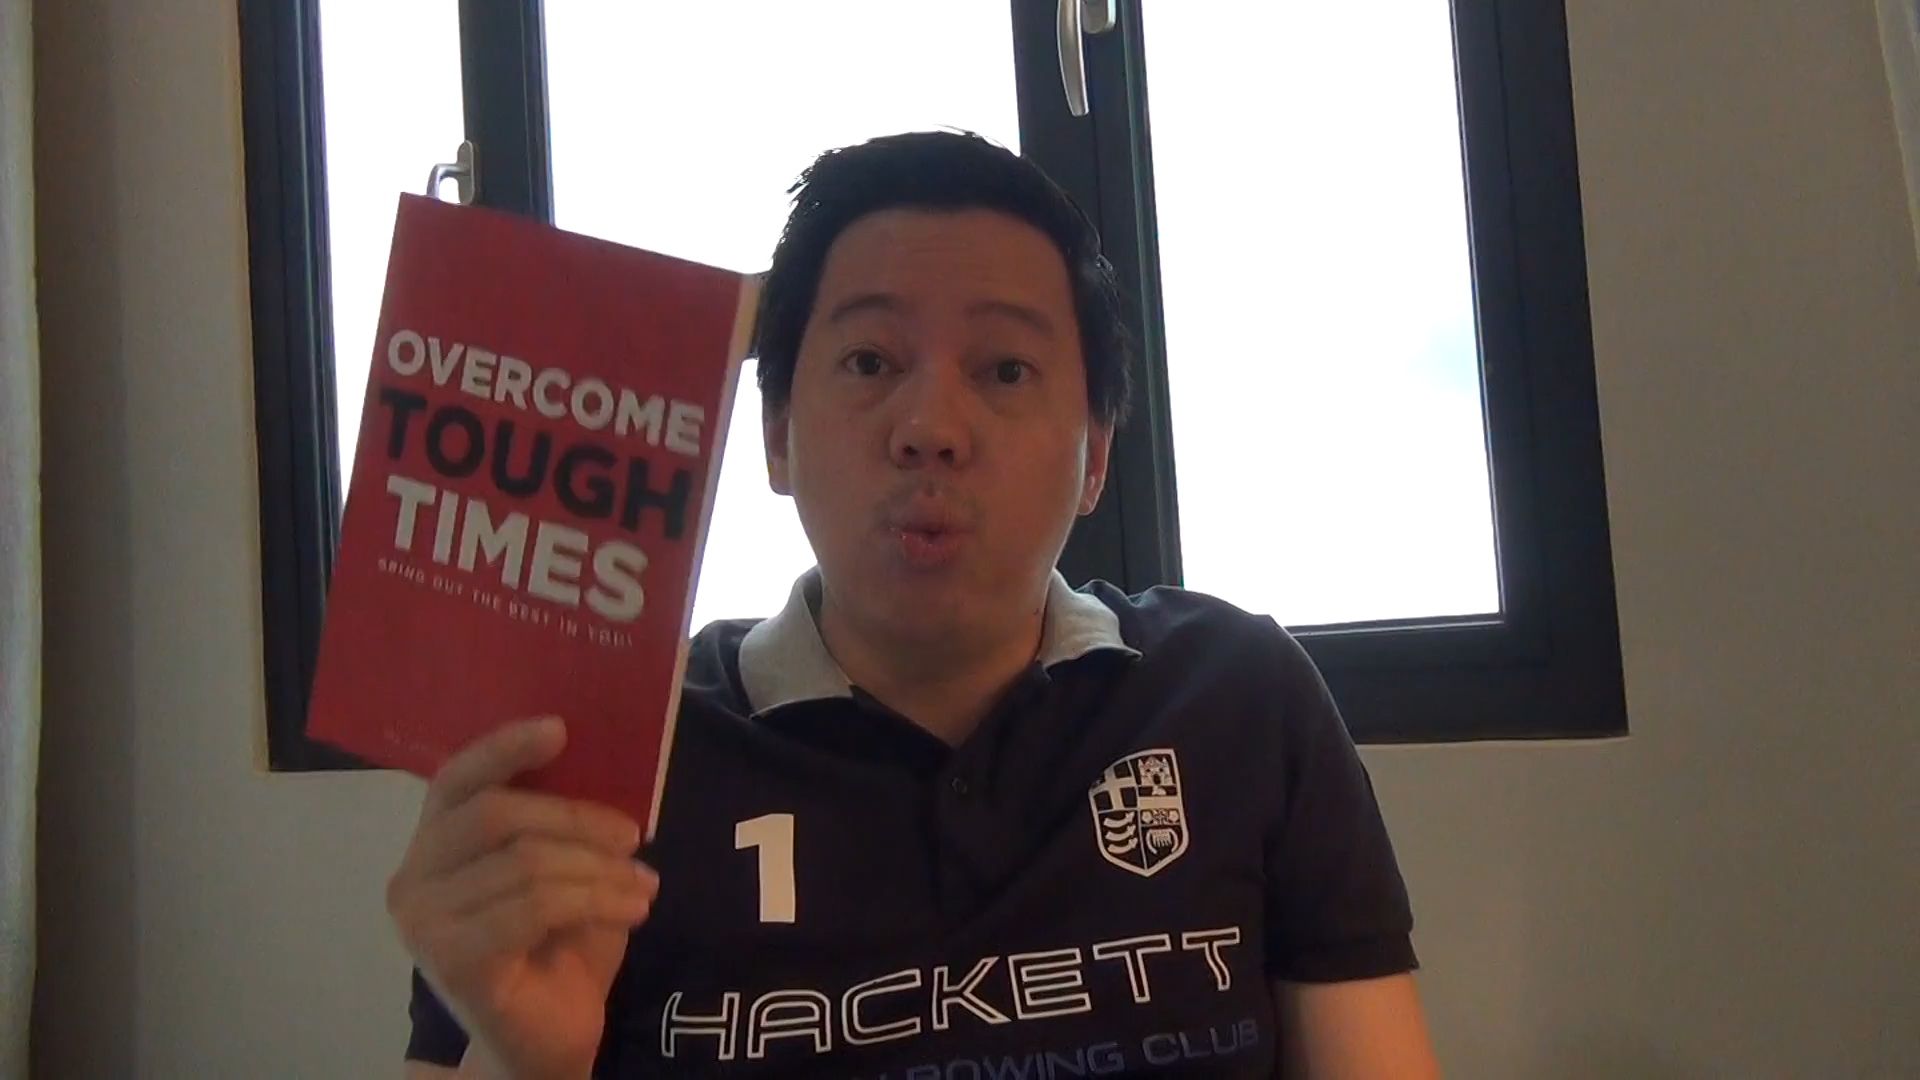 OVERCOME
TOUGH
TIMES
BRING OUT THE BEST IN YOU!
1
HACKETT
ROWING CLUB